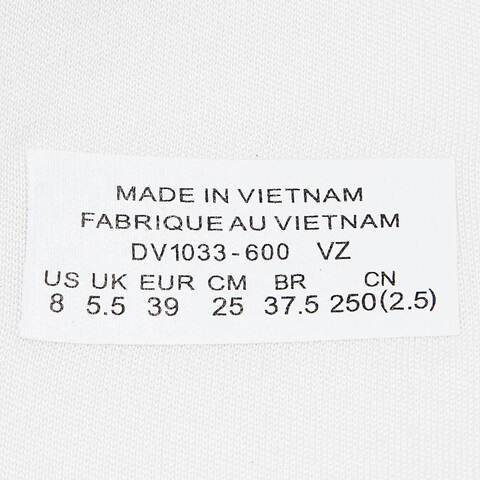 MADE IN VIETNAM
FABRIQUE AU VIETNAM
DV1033-600 VZ
US UK EUR CM BR CN
8 5.5 39 25 37.5 250(2.5)